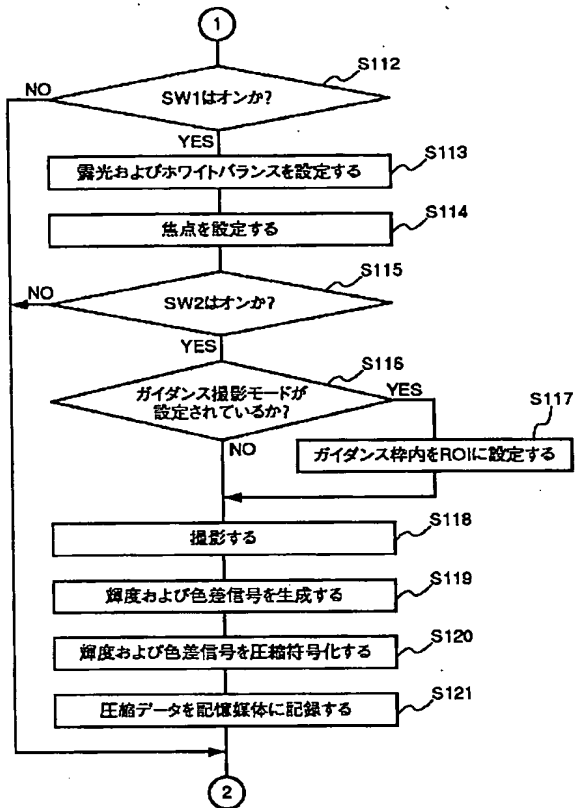 1
S112
NO
SW1はオンか?
YES
S113
露光およびホワイトバランスを設定する
S114
焦点を設定する
S115
NO
SW2はオンか?
YES
S116
ガイダンス撮影モードが
設定されているか?
YES
S117
NO
ガイダンス枠内をROIに設定する
S118
撮影する
S119
輝度および色差信号を生成する
S120
輝度および色差信号を圧縮符号化する
S121
圧縮データを記憶媒体に記録する
2